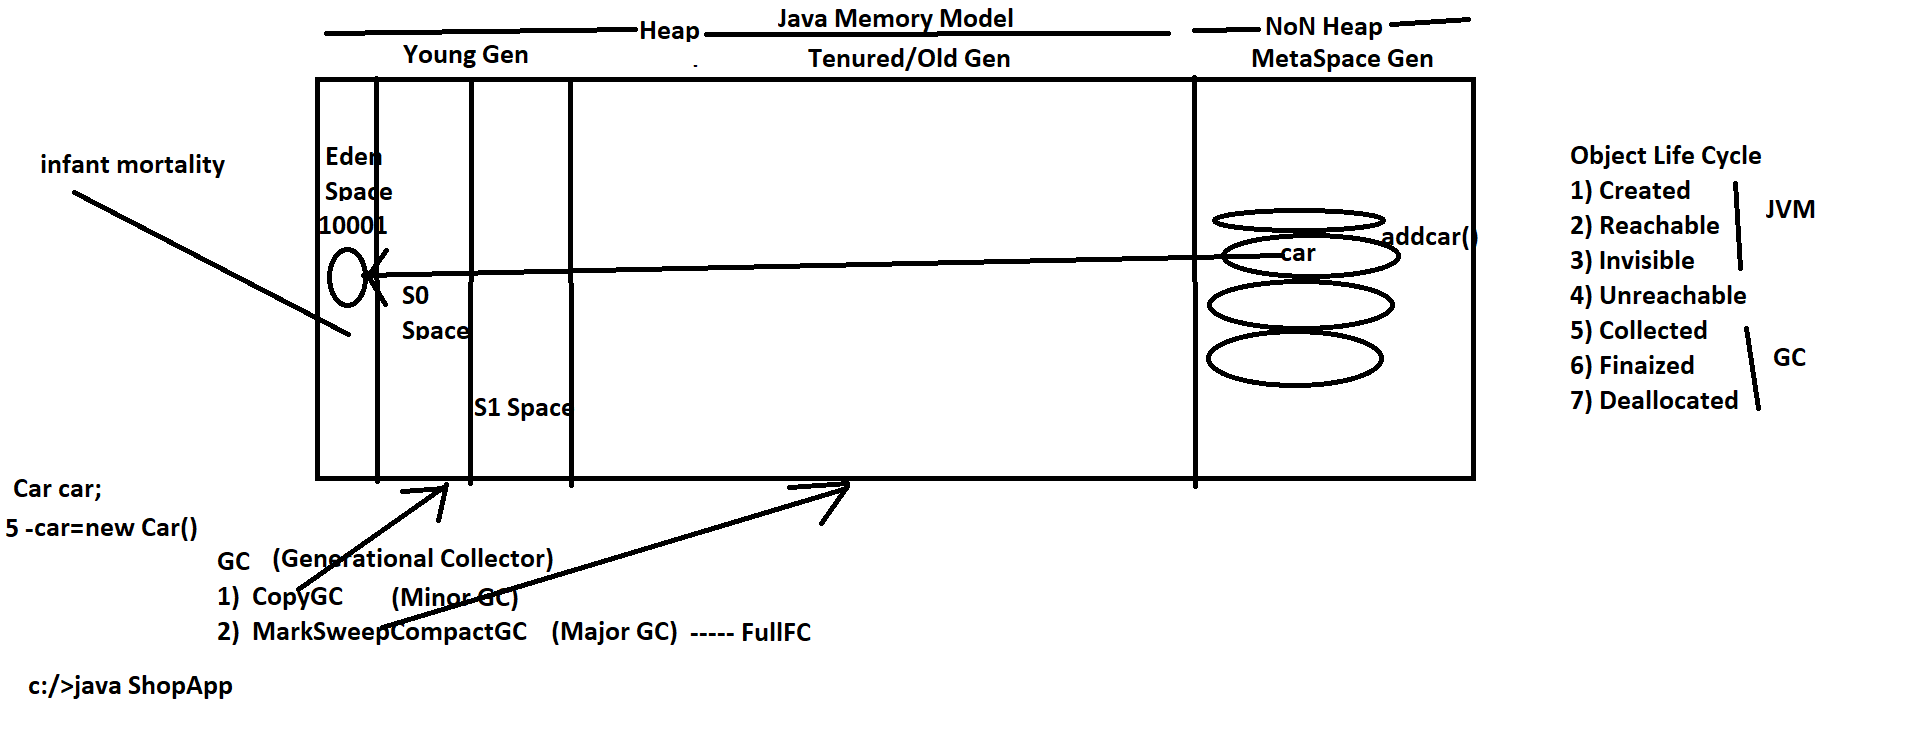 Java Memory Model
Heap
NoN Heap
Young Gen
Tenured/Old Gen
MetaSpace Gen
infant mortality
Eden
Space
10001
S0
Space
S1 Space
car
addcar()
Object Life Cycle
1) Created
2) Reachable
3) Invisible
4) Unreachable
5) Collected
6) Finaized
7) Deallocated
JVM
GC
Car car;
5 -car=new Car()
GC (Generational Collector)
1) CopyGC (Minor GC)
2) MarkSweepCompactGC (Major GC) ----- FullFC
c:/>java ShopApp